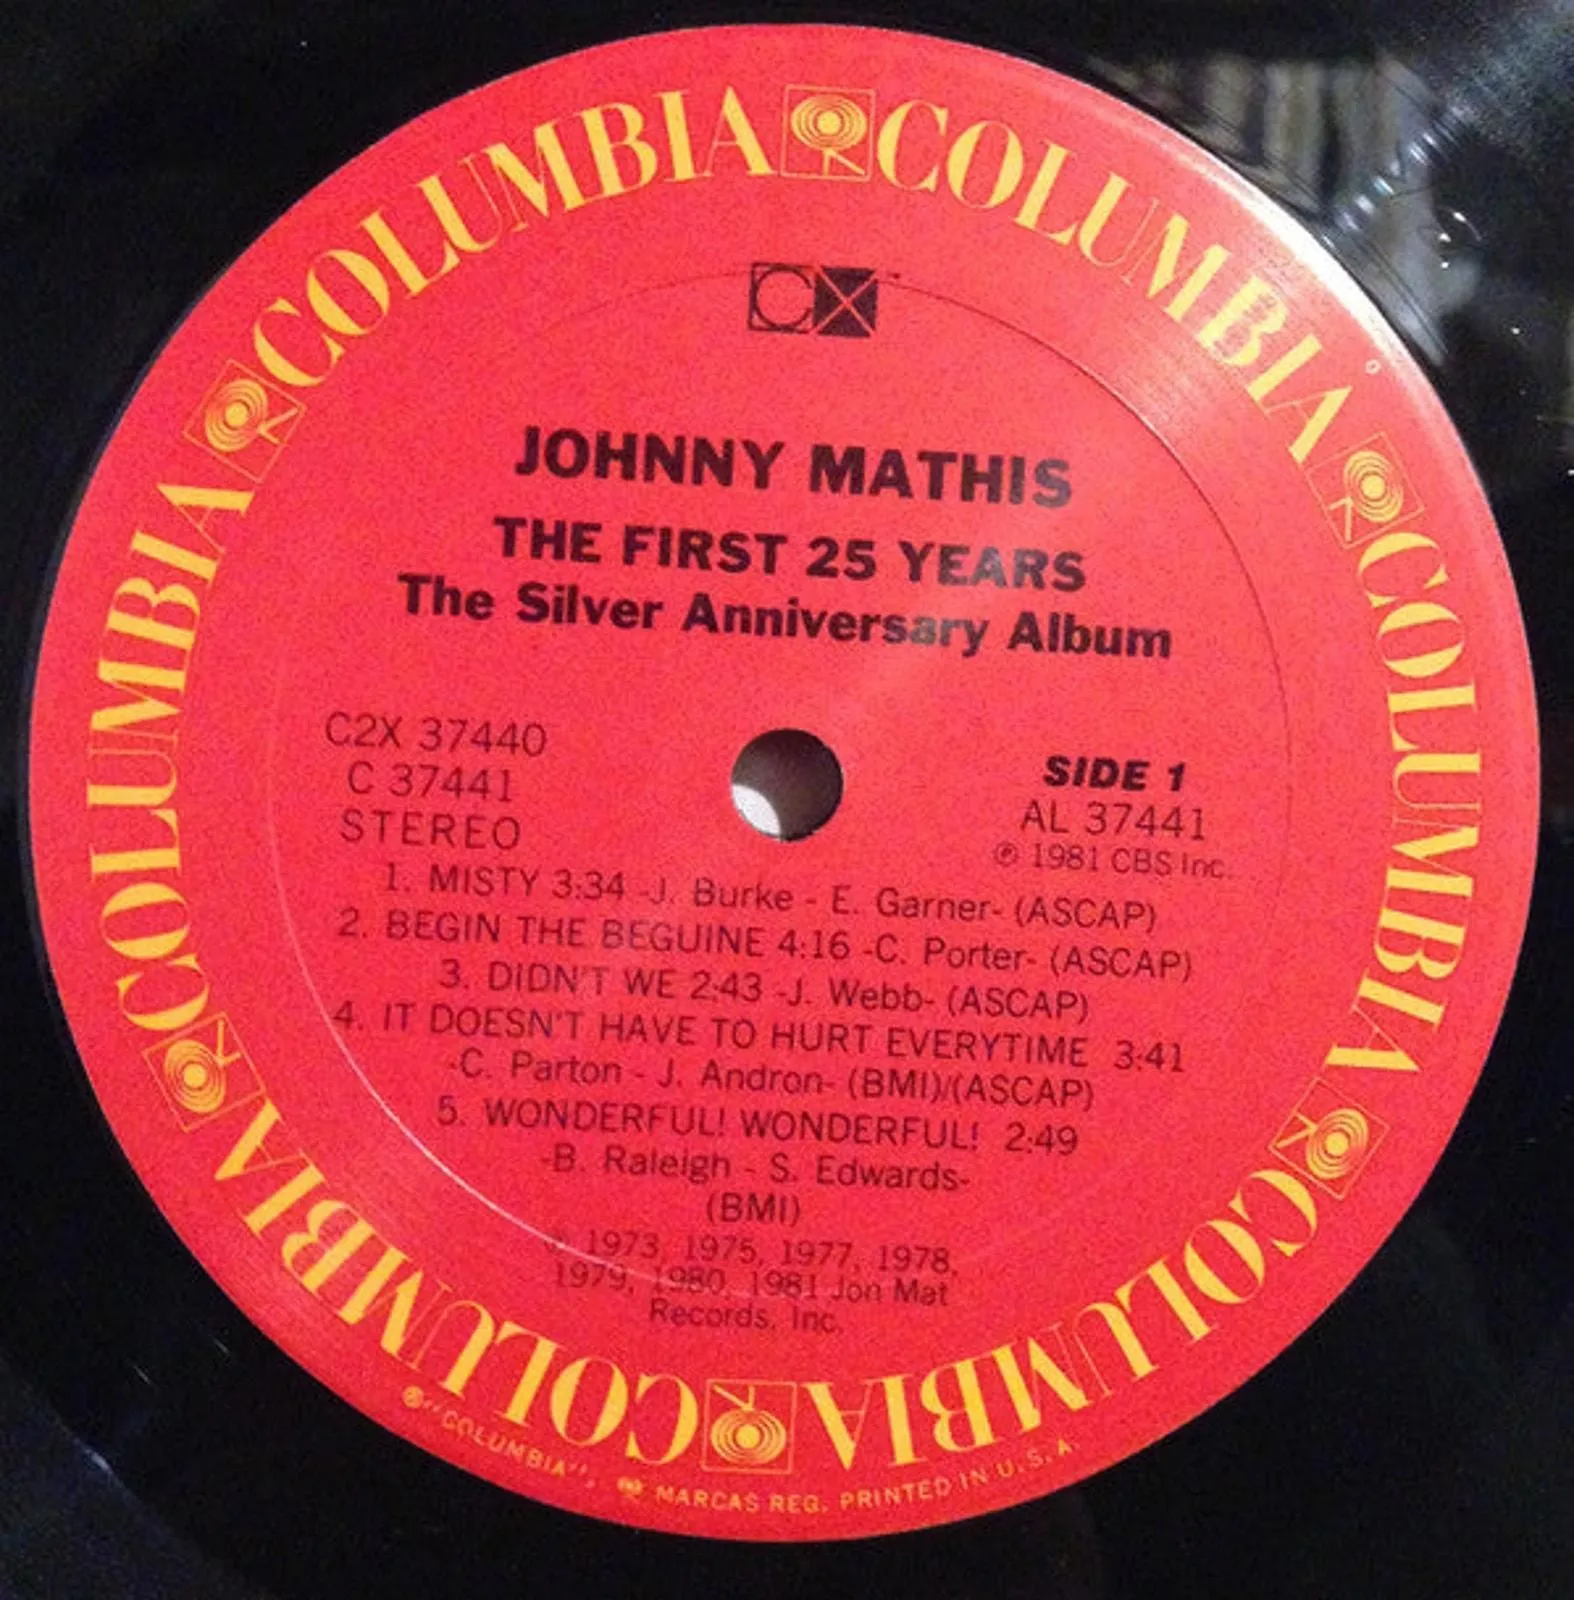 COLUMBIA COLUMBIA COLUMBIA COLUMBIA COLUMBIA COLUMBIA
CX
JOHNNY MATHIS
THE FIRST 25 YEARS
The Silver Anniversary Album
C2X 37440
C 37441
STEREO
SIDE 1
AL 37441
℗ 1981 CBS Inc.
1. MISTY 3:34 -J. Burke - E. Garner- (ASCAP)
2. BEGIN THE BEGUINE 4:16 -C. Porter- (ASCAP)
3. DIDN'T WE 2:43 -J. Webb- (ASCAP)
4. IT DOESN'T HAVE TO HURT EVERYTIME 3:41
-C. Parton - J. Andron- (BMI)/(ASCAP)
5. WONDERFUL! WONDERFUL! 2:49
-B. Raleigh - S. Edwards-
(BMI)
1973, 1975, 1977, 1978,
1979, 1980, 1981 Jon Mat
Records, Inc.
"COLUMBIA", MARCAS REG. PRINTED IN U.S.A.